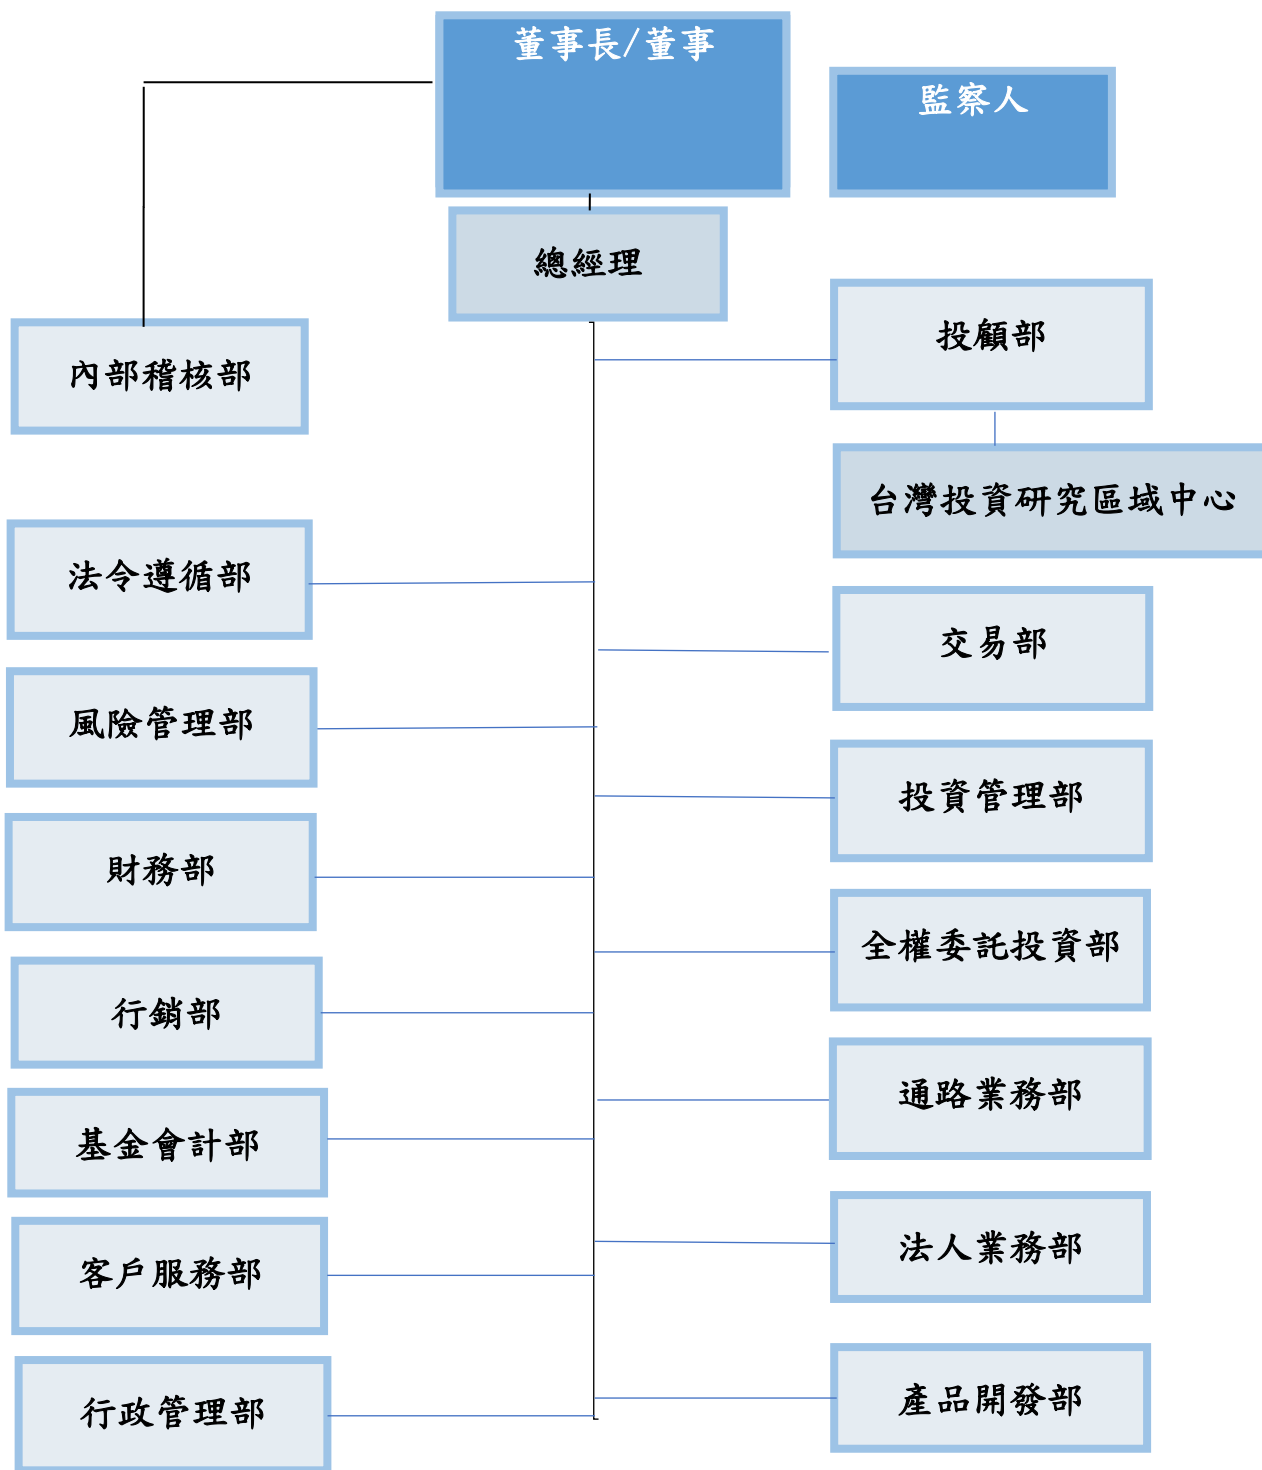 董事長/董事
監察人
總經理
投顧部
內部稽核部
台灣投資研究區域中心
法令遵循部
交易部
風險管理部
投資管理部
財務部
全權委託投資部
行銷部
通路業務部
基金會計部
法人業務部
客戶服務部
產品開發部
行政管理部